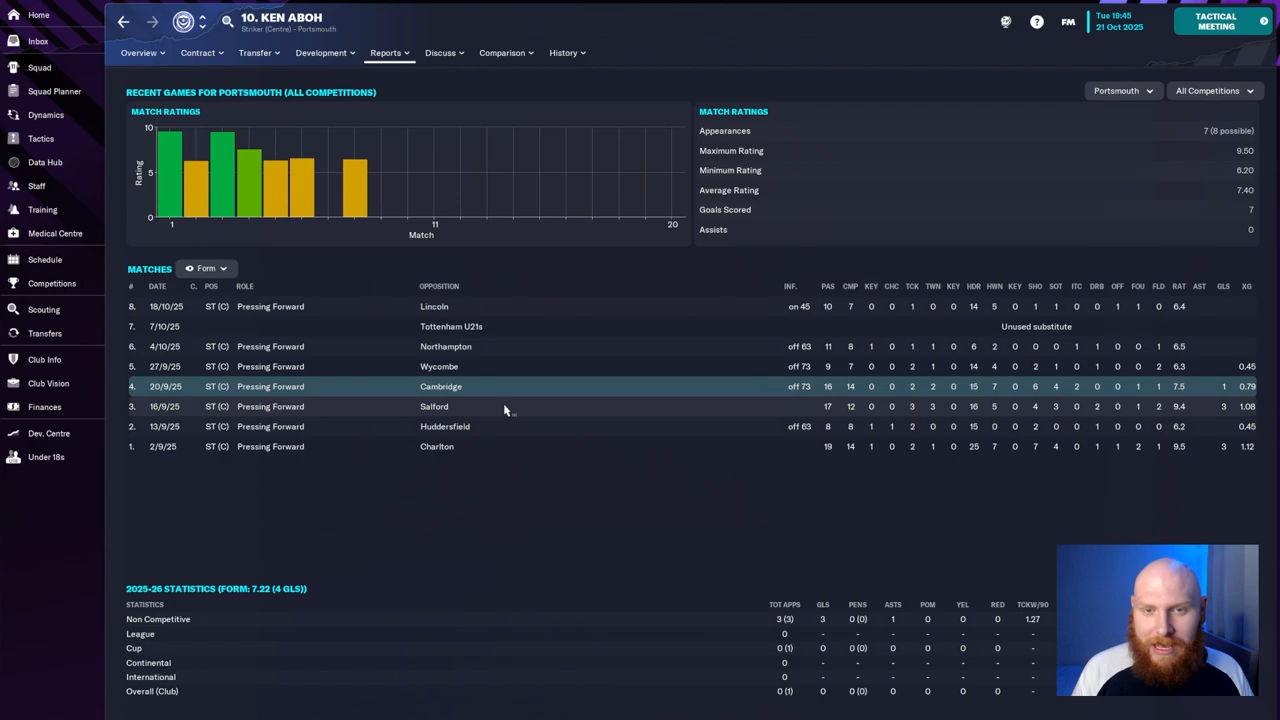 Home
Inbox
Squad
Squad Planner
Dynamics
Tactics
Data Hub
Staff
Training
Medical Centre
Schedule
Competitions
Scouting
Transfers
Club Info
Club Vision
Finances
Dev. Centre
Under 18s
10. KEN ABOH
Striker (Centre) - Portsmouth
FM
Tue 19:45
21 Oct 2025
TACTICAL
MEETING
Overview Contract Transfer Development Reports Discuss Comparison History
RECENT GAMES FOR PORTSMOUTH (ALL COMPETITIONS)
Portsmouth All Competitions
MATCH RATINGS
10
5
0
Rating
1 11 20
Match
MATCH RATINGS
Appearances 7 (8 possible)
Maximum Rating 9.50
Minimum Rating 6.20
Average Rating 7.40
Goals Scored 7
Assists 0
MATCHES Form
# DATE C. POS ROLE OPPOSITION INF. PAS CMP KEY CHC TCK TWN KEY HDR HWN KEY SHO SOT ITC DRB OFF FOU FLD RAT AST GLS XG
8. 18/10/25 ST (C) Pressing Forward Lincoln on 45 10 7 0 0 1 0 0 14 5 0 1 1 0 0 1 1 0 6.4
7. 7/10/25 Tottenham U21s Unused substitute
6. 4/10/25 ST (C) Pressing Forward Northampton off 63 11 8 1 0 1 1 0 6 2 0 0 0 1 1 0 0 1 6.5
5. 27/9/25 ST (C) Pressing Forward Wycombe off 73 9 7 0 0 2 1 0 14 4 0 2 1 0 0 0 2 0 6.3 0.45
4. 20/9/25 ST (C) Pressing Forward Cambridge off 73 16 14 0 0 2 2 0 15 7 0 6 4 2 0 0 1 1 7.5 1 0.79
3. 16/9/25 ST (C) Pressing Forward Salford 17 12 0 0 3 3 0 16 5 0 4 3 0 2 0 1 2 9.4 3 1.08
2. 13/9/25 ST (C) Pressing Forward Huddersfield off 63 8 8 1 1 2 0 0 15 0 0 2 0 0 1 0 0 0 6.2 0.45
1. 2/9/25 ST (C) Pressing Forward Charlton 19 14 1 0 2 1 0 25 7 0 7 4 0 1 1 2 1 9.5 3 1.12
2025-26 STATISTICS (FORM: 7.22 (4 GLS))
STATISTICS TOT APPS GLS PENS ASTS POM YEL RED TCKW/90
Non Competitive 3 (3) 3 0 (0) 1 0 0 0 1.27
League 0 - - - - - - -
Cup 0 (1) 0 0 (0) 0 0 0 0 -
Continental 0 - - - - - - -
International 0 - - - - - - -
Overall (Club) 0 (1) 0 0 (0) 0 0 0 0 -